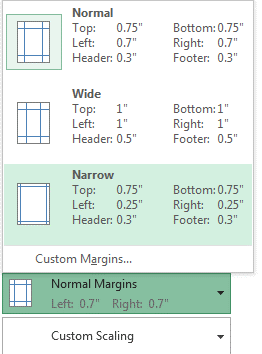 Normal
Top: 0.75" Bottom: 0.75"
Left: 0.7" Right: 0.7"
Header: 0.3" Footer: 0.3"
Wide
Top: 1" Bottom: 1"
Left: 1" Right: 1"
Header: 0.5" Footer: 0.5"
Narrow
Top: 0.75" Bottom: 0.75"
Left: 0.25" Right: 0.25"
Header: 0.3" Footer: 0.3"
Custom Margins...
Normal Margins
Left: 0.7" Right: 0.7"
Custom Scaling